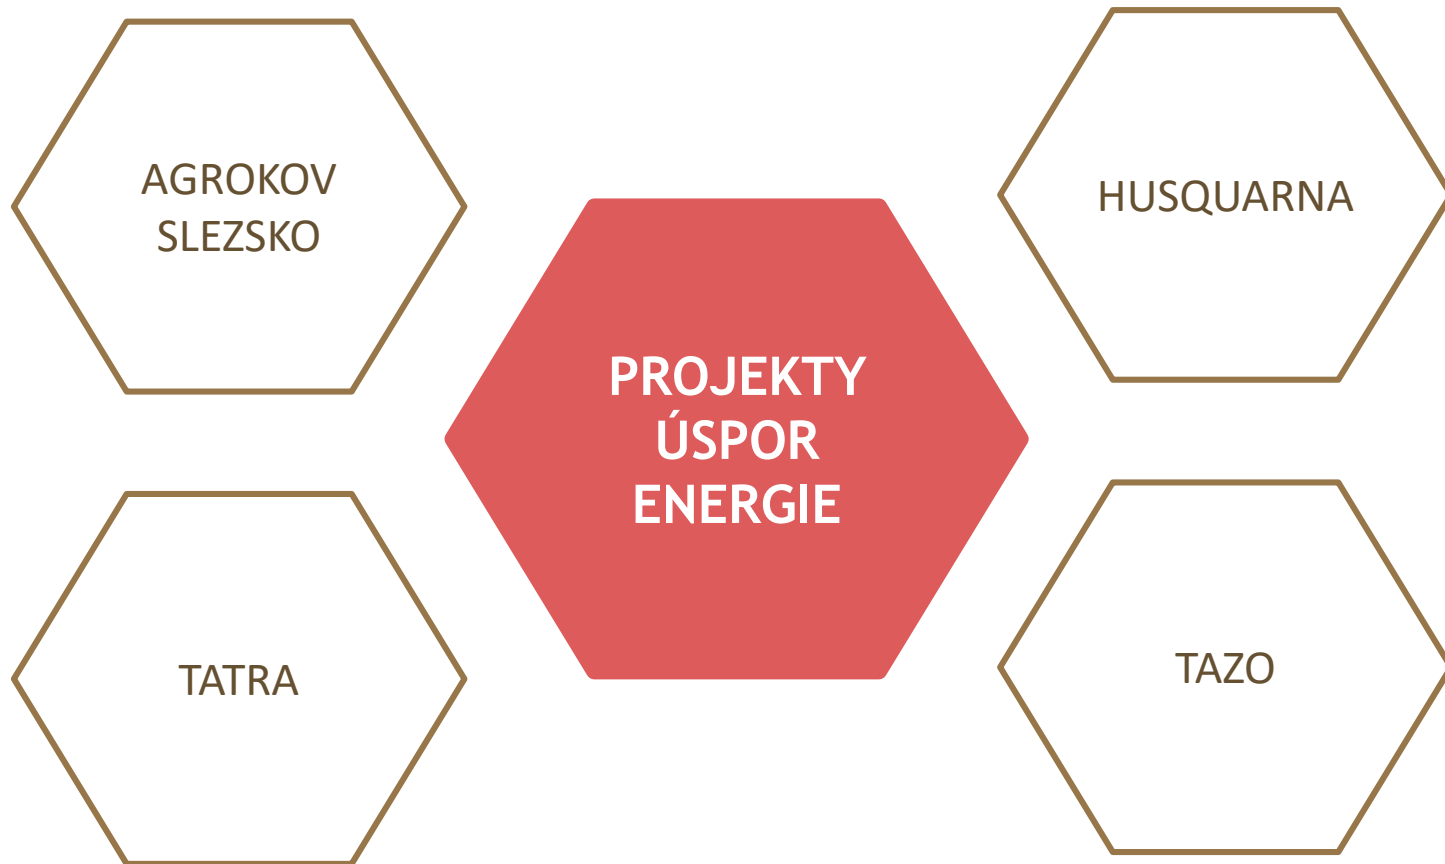 AGROKOV
SLEZSKO
HUSQUARNA
PROJEKTY
ÚSPOR
ENERGIE
TATRA
TAZO